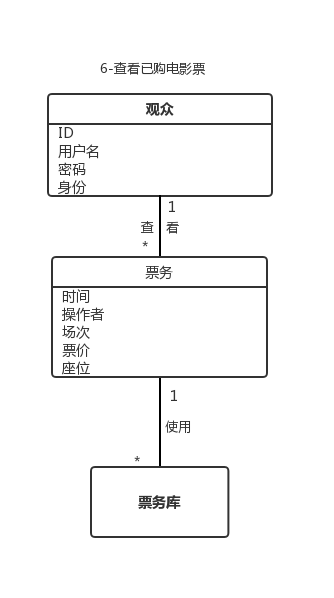 6-查看已购电影票
观众
ID
用户名
密码
身份
1
查 看
*
票务
时间
操作者
场次
票价
座位
1
使用
*
票务库